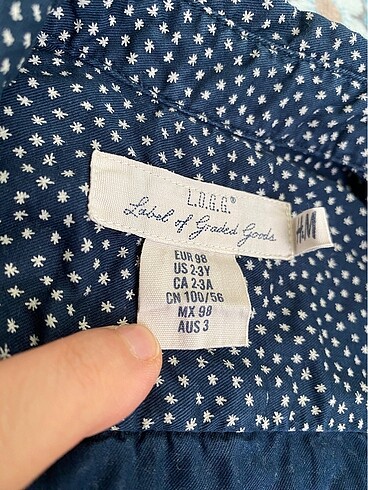 L.O.G.G.®
Label of Graded Goods
EUR 98
US 2-3Y
CA 2-3A
CN 100/56
MX 98
AUS 3